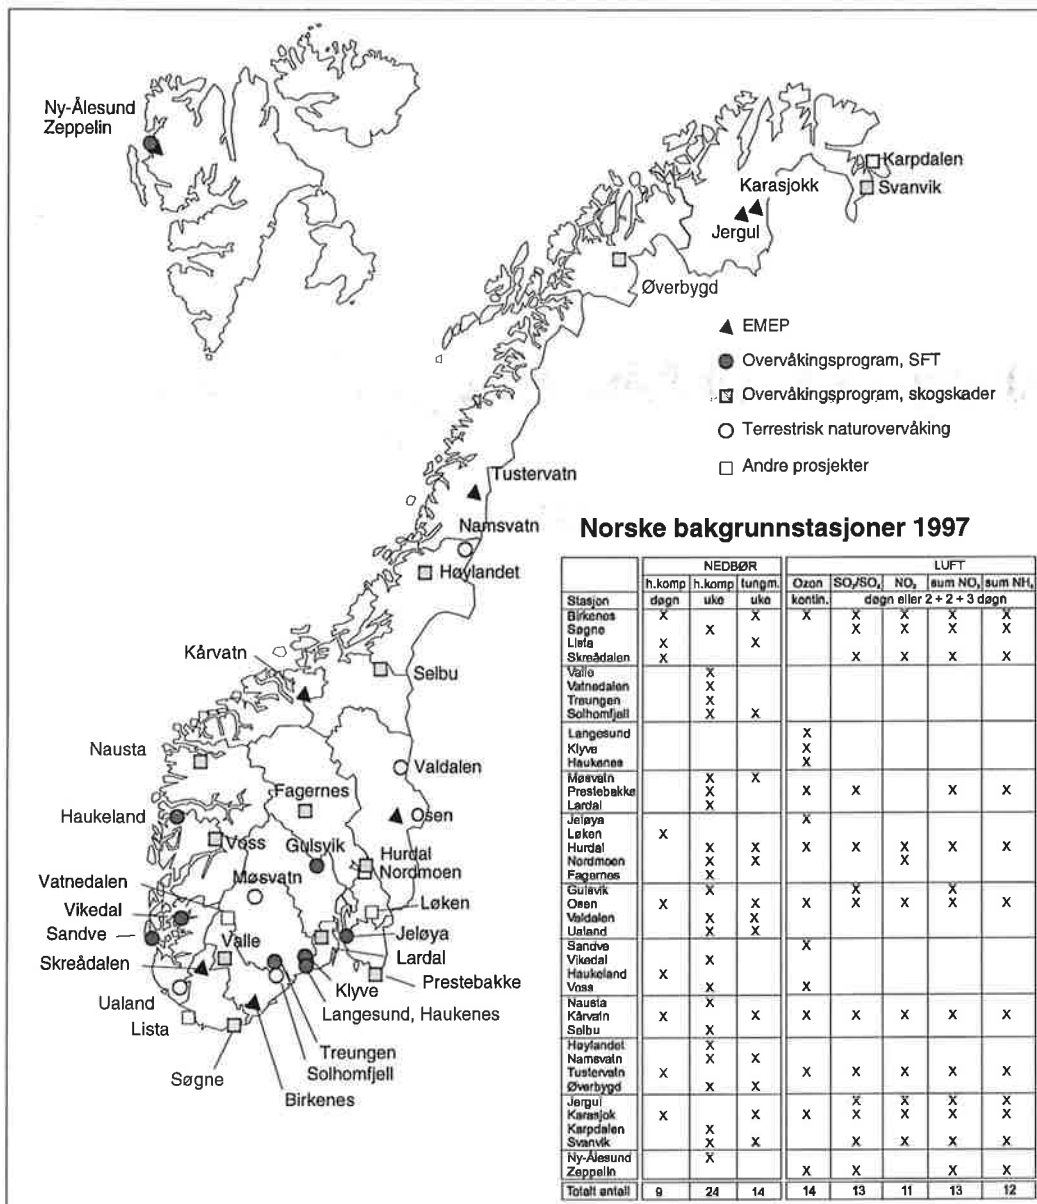 Ny-Ålesund
Zeppelin
Karpdalen
Karasjokk
Svanvik
Jergul
Øverbygd
EMEP
Overvåkingsprogram, SFT
Overvåkingsprogram, skogskader
Terrestrisk naturovervåking
Andre prosjekter
Tustervatn
Namsvatn
Høylandet
Kårvatn
Selbu
Nausta
Valdalen
Fagernes
Haukeland
Osen
Voss
Gulsvik
Hurdal
Nordmoen
Møsvatn
Vatnedalen
Løken
Vikedal
Sandve
Valle
Jeløya
Lardal
Skreådalen
Prestebakke
Klyve
Ualand
Langesund, Haukenes
Lista
Treungen
Solhomfjell
Søgne
Birkenes
Norske bakgrunnstasjoner 1997
NEDBØR LUFT
h.komp h.komp tungm. Ozon SO₂/SO₄ NO₂ sum NO₃ sum NH₄
Stasjon døgn uke uke kontin. døgn eller 2 + 2 + 3 døgn
Birkenes X X X X X X X
Søgne X X X X X
Lista X X
Skreådalen X X X X X
Valle X
Vatnedalen X
Treungen X
Solhomfjell X X
Langesund X
Klyve X
Haukenes X
Møsvatn X X
Prestebakke X X X X X
Lardal X
Jeløya X
Løken X
Hurdal X X X X X X X
Nordmoen X X X
Fagernes X
Gulsvik X X X
Osen X X X X X X X
Valdalen X X
Ualand X X
Sandve X
Vikedal X
Haukeland X
Voss X X
Nausta X
Kårvatn X X X X X X X
Selbu X
Høylandet X
Namsvatn X X
Tustervatn X X X X X X
Øverbygd X X
Jergul X X X X
Karasjok X X X X X X X
Karpdalen X
Svanvik X X X X X X
Ny-Ålesund X
Zeppelin X X X X
Totalt antall 9 24 14 14 13 11 13 12